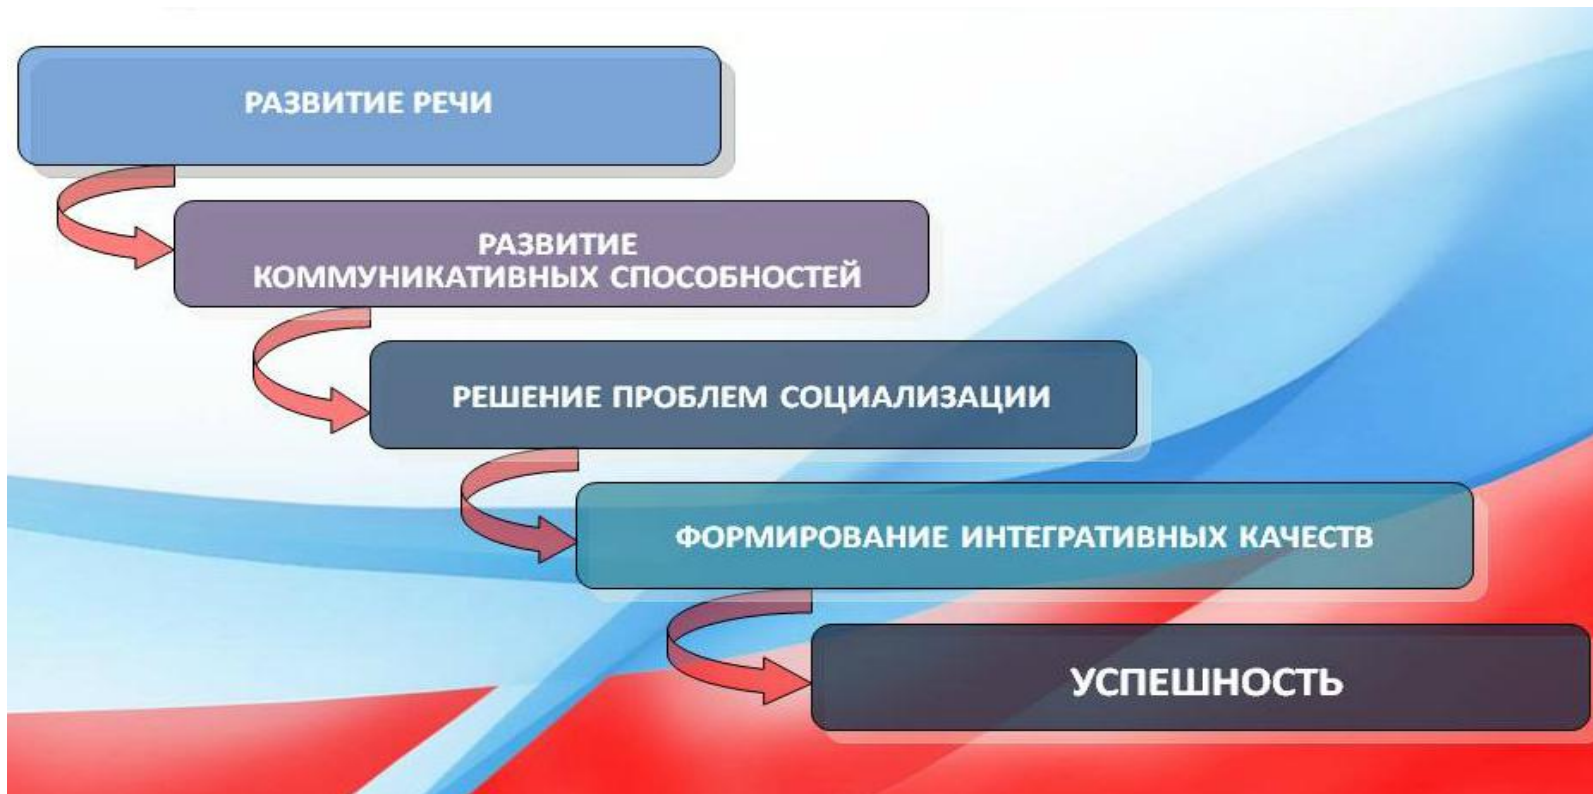 РАЗВИТИЕ РЕЧИ
РАЗВИТИЕ
КОММУНИКАТИВНЫХ СПОСОБНОСТЕЙ
РЕШЕНИЕ ПРОБЛЕМ СОЦИАЛИЗАЦИИ
ФОРМИРОВАНИЕ ИНТЕГРАТИВНЫХ КАЧЕСТВ
УСПЕШНОСТЬ